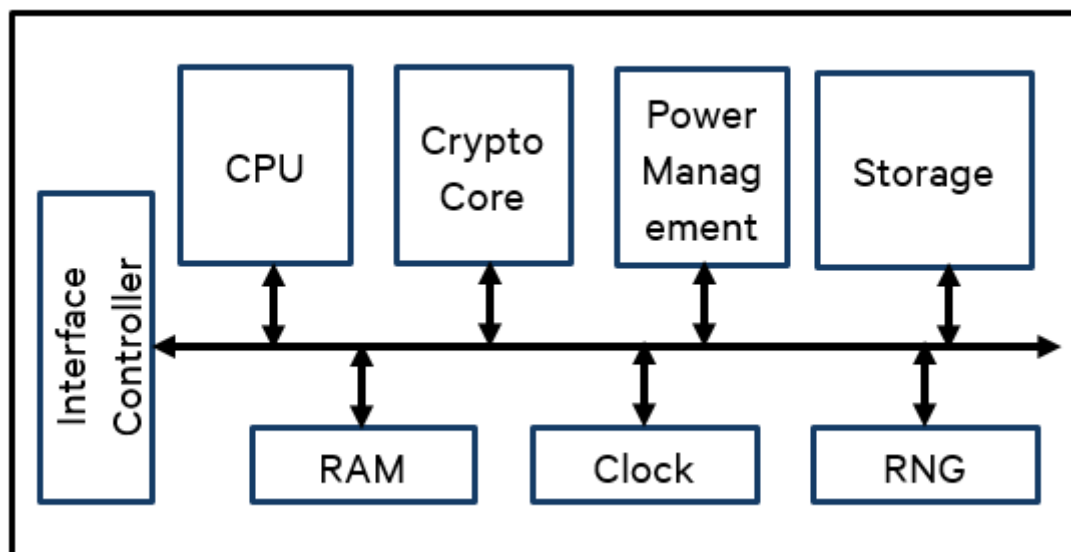 CPU
Crypto
Core
Power
Manag
ement
Storage
Interface
Controller
RAM
Clock
RNG